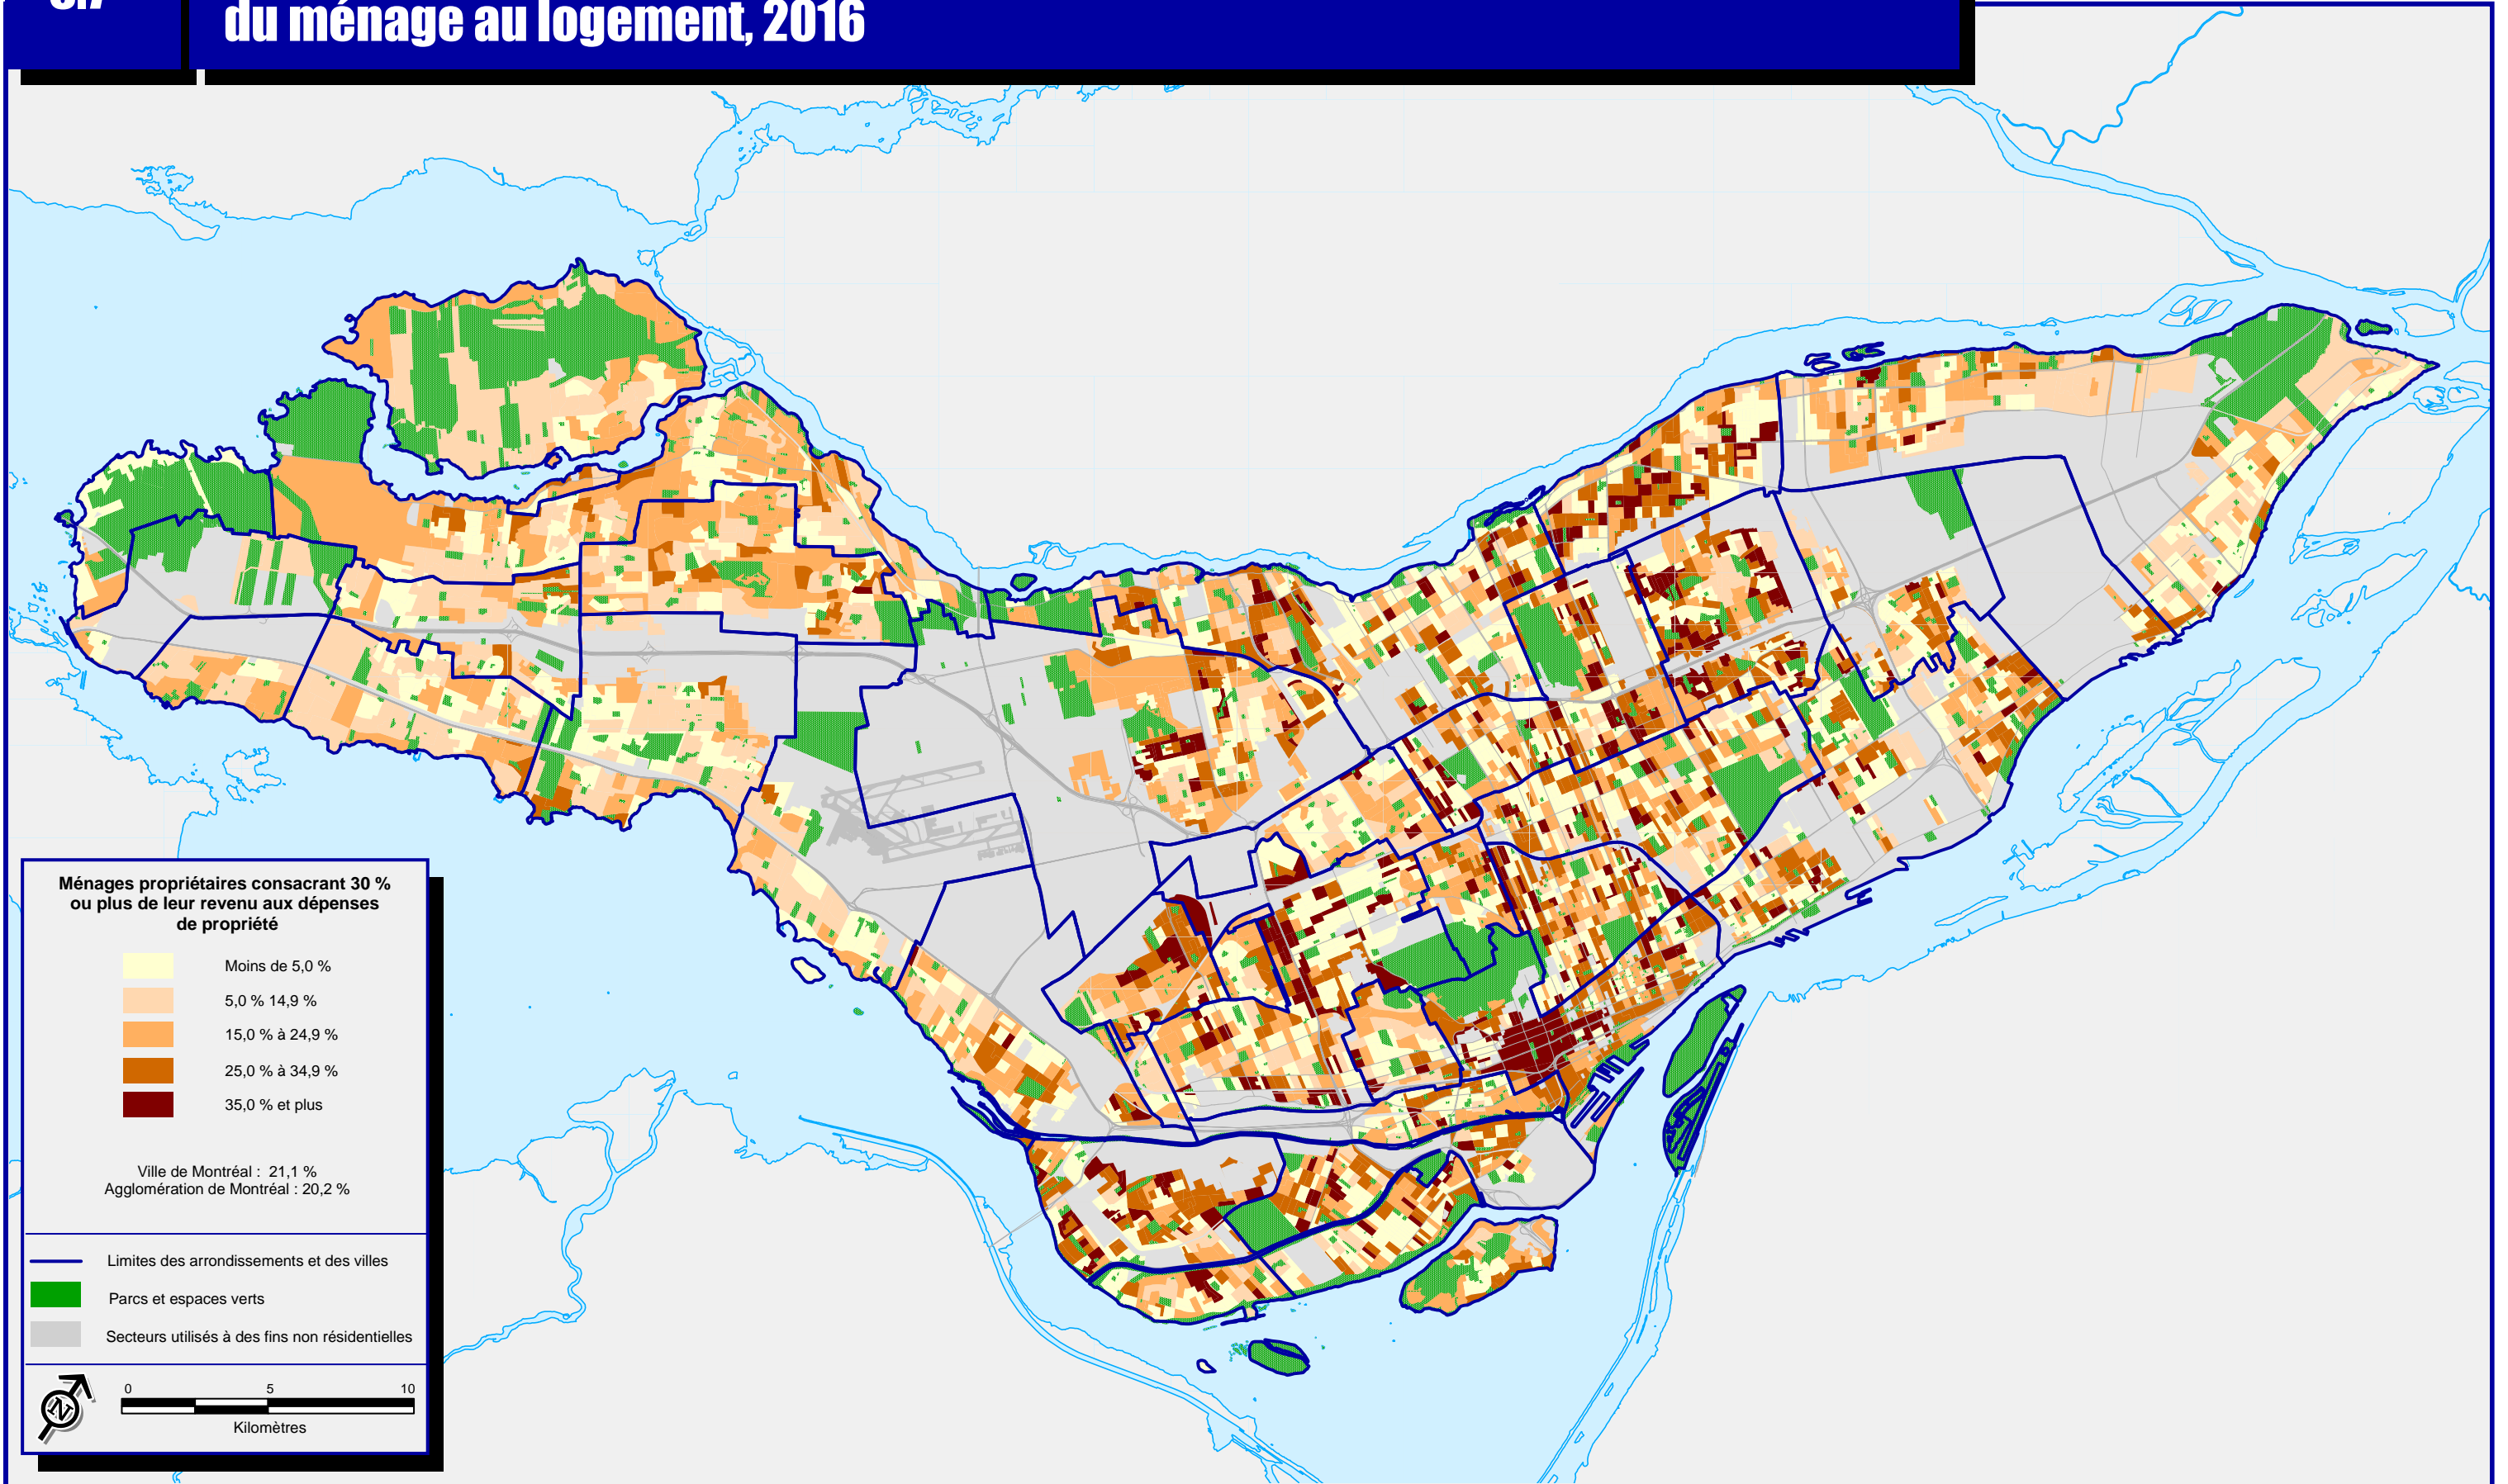 du ménage au logement, 2016
Ménages propriétaires consacrant 30 %
ou plus de leur revenu aux dépenses
de propriété
Moins de 5,0 %
5,0 % 14,9 %
15,0 % à 24,9 %
25,0 % à 34,9 %
35,0 % et plus
Ville de Montréal : 21,1 %
Agglomération de Montréal : 20,2 %
Limites des arrondissements et des villes
Parcs et espaces verts
Secteurs utilisés à des fins non résidentielles
N
0 5 10
Kilomètres